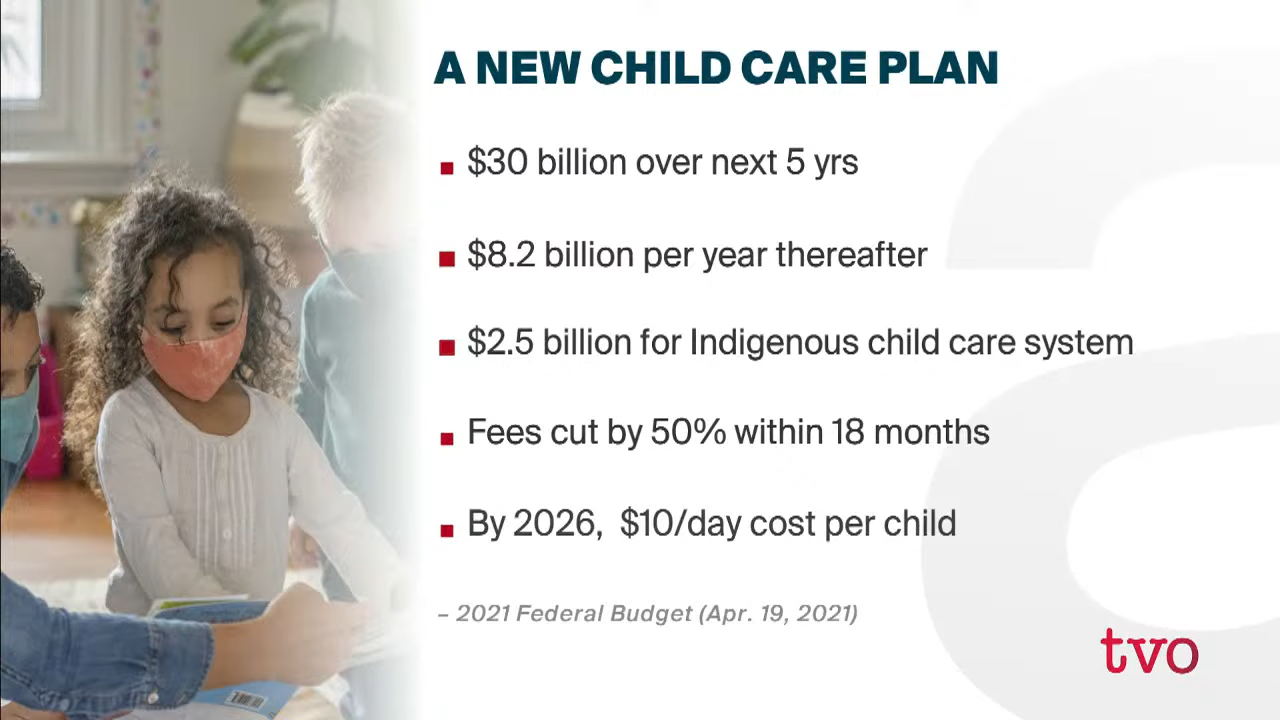 A NEW CHILD CARE PLAN
$30 billion over next 5 yrs
$8.2 billion per year thereafter
$2.5 billion for Indigenous child care system
Fees cut by 50% within 18 months
By 2026, $10/day cost per child
– 2021 Federal Budget (Apr. 19, 2021)
tvo